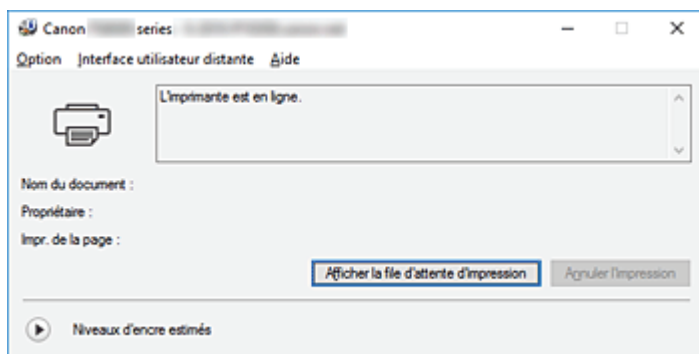 Canon series
Option Interface utilisateur distante Aide
L'imprimante est en ligne.
Nom du document :
Propriétaire :
Impr. de la page :
Afficher la file d'attente d'impression Annuler l'impression
Niveaux d'encre estimés